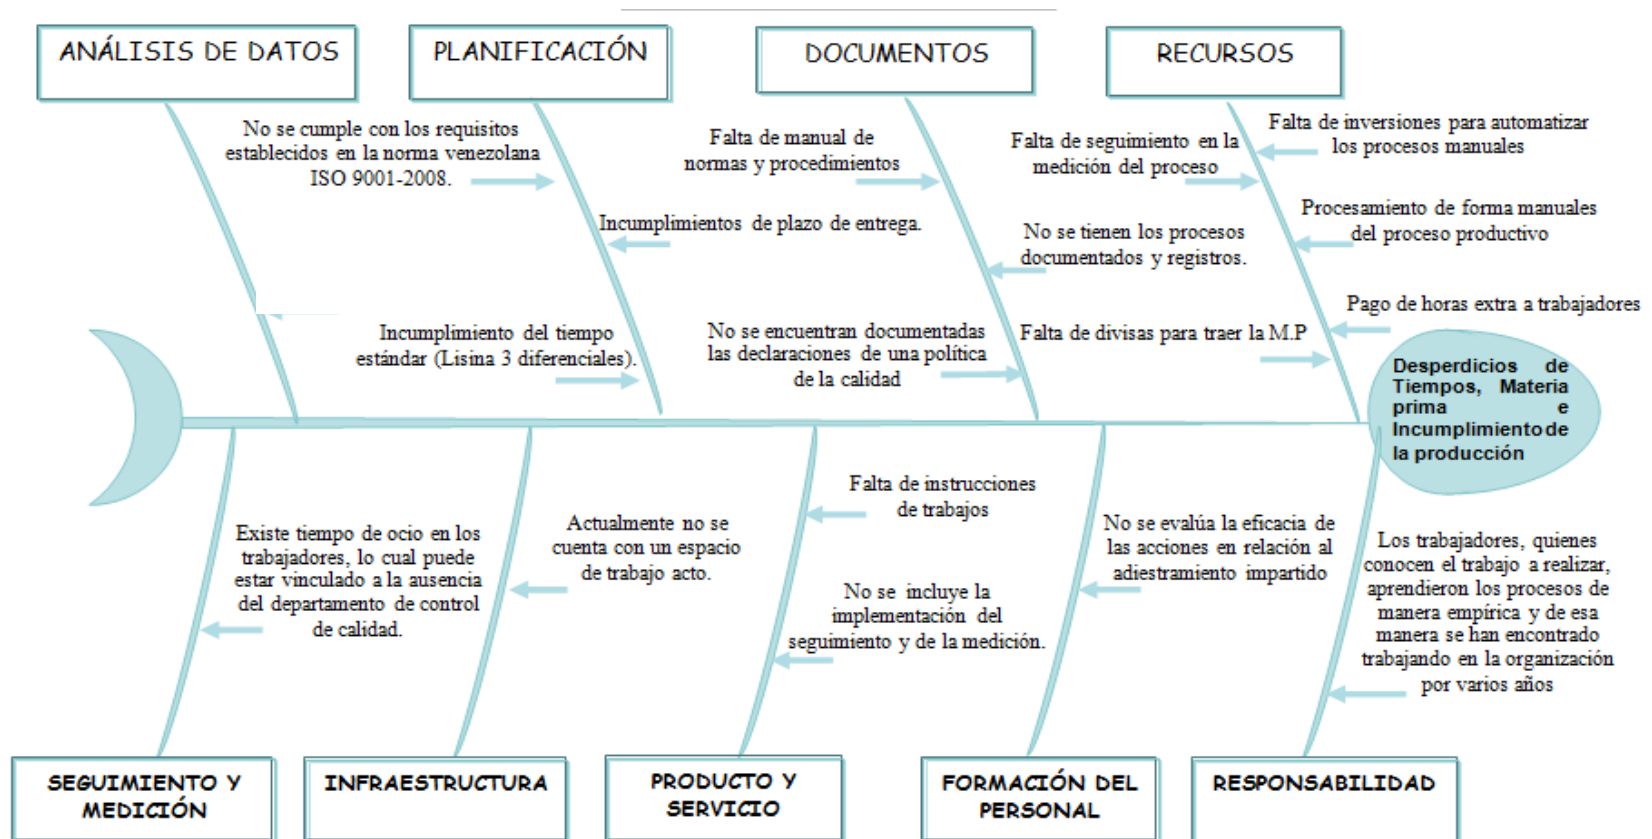 ANÁLISIS DE DATOS
PLANIFICACIÓN
DOCUMENTOS
RECURSOS
No se cumple con los requisitos
establecidos en la norma venezolana
ISO 9001-2008.
Incumplimientos de plazo de entrega.
Incumplimiento del tiempo
estándar (Lisina 3 diferenciales).
Falta de manual de
normas y procedimientos
No se tienen los procesos
documentados y registros.
No se encuentran documentadas
las declaraciones de una política
de la calidad
Falta de seguimiento en la
medición del proceso
Falta de inversiones para automatizar
los procesos manuales
Procesamiento de forma manuales
del proceso productivo
Pago de horas extra a trabajadores
Falta de divisas para traer la M.P
Desperdicios de
Tiempos, Materia
prima e
Incumplimiento de
la producción
Existe tiempo de ocio en los
trabajadores, lo cual puede
estar vinculado a la ausencia
del departamento de control
de calidad.
Actualmente no se
cuenta con un espacio
de trabajo acto.
Falta de instrucciones
de trabajos
No se incluye la
implementación del
seguimiento y de la medición.
No se evalúa la eficacia de
las acciones en relación al
adiestramiento impartido
Los trabajadores, quienes
conocen el trabajo a realizar,
aprendieron los procesos de
manera empírica y de esa
manera se han encontrado
trabajando en la organización
por varios años
SEGUIMIENTO Y
MEDICIÓN
INFRAESTRUCTURA
PRODUCTO Y
SERVICIO
FORMACIÓN DEL
PERSONAL
RESPONSABILIDAD